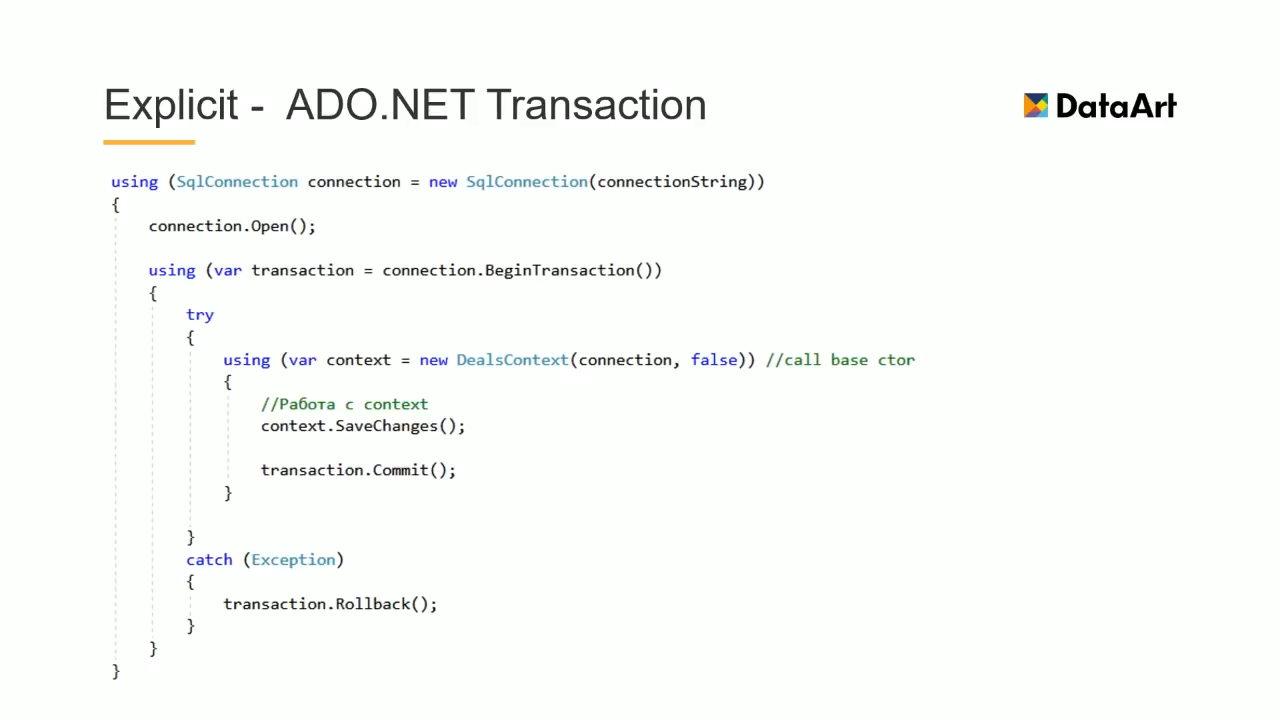 Explicit -  ADO.NET Transaction
DataArt
using (SqlConnection connection = new SqlConnection(connectionString))
{
    connection.Open();
    using (var transaction = connection.BeginTransaction())
    {
        try
        {
            using (var context = new DealsContext(connection, false)) //call base ctor
            {
                //Работа с context
                context.SaveChanges();
                transaction.Commit();
            }
        }
        catch (Exception)
        {
            transaction.Rollback();
        }
    }
}